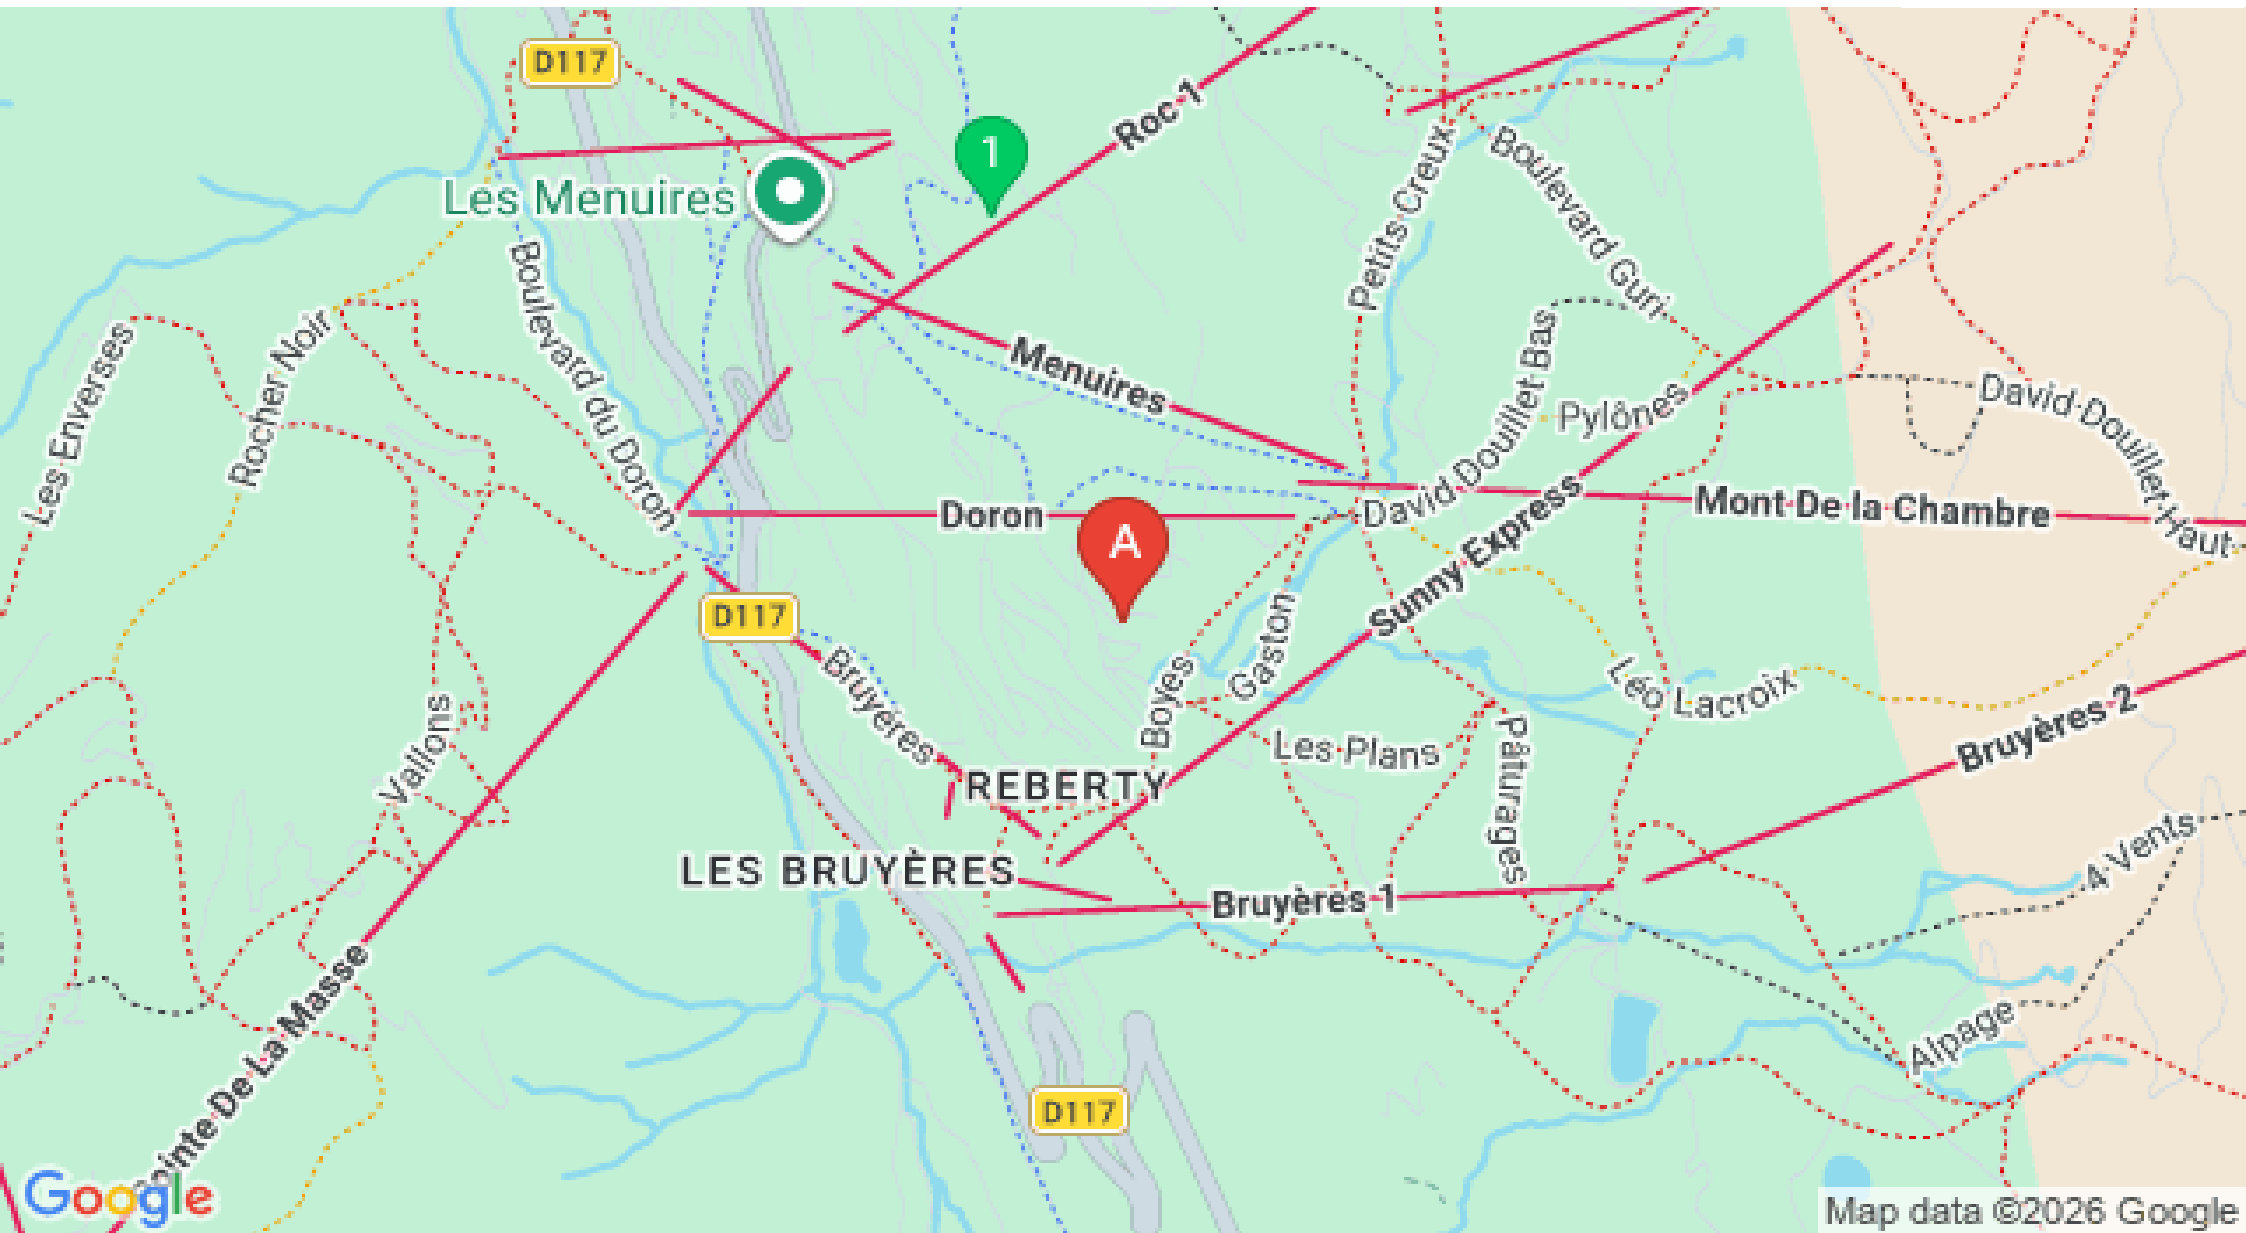 D117
Roc 1
1
Les Menuires
Petits Creux
Boulevard Guri
Boulevard du Doron
Les Enverses
Rocher Noir
Menuires
David Douillet Bas
Pylônes
David Douillet Haut
Doron
A
Mont De la Chambre
Sunny Express
D117
Bruyères
Boyes
Gaston
Léo Lacroix
Vallons
Les Plans
Pâturages
Bruyères 2
REBERTY
LES BRUYÈRES
Bruyères 1
4 Vents
Pointe De La Masse
Alpage
D117
Google
Map data ©2026 Google